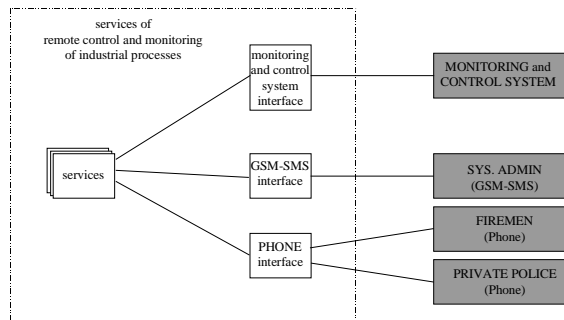 services of
remote control and monitoring
of industrial processes
monitoring
and control
system
interface
MONITORING and
CONTROL SYSTEM
services
GSM-SMS
interface
SYS. ADMIN
(GSM-SMS)
PHONE
interface
FIREMEN
(Phone)
PRIVATE POLICE
(Phone)